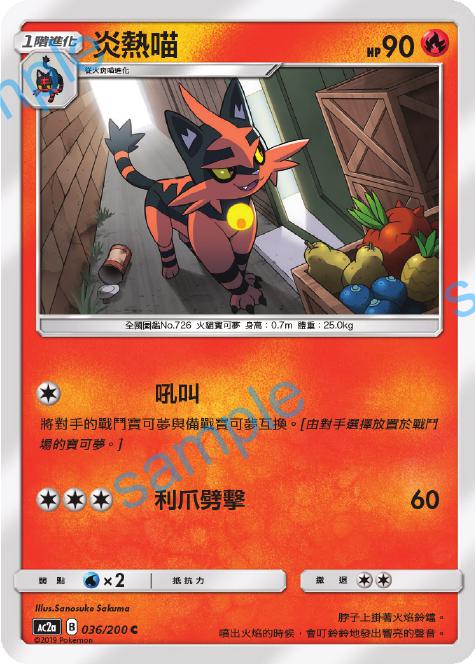 1階進化
炎熱喵
HP90
從火斑喵進化
全國圖鑑No.726 火貓寶可夢 身高：0.7m 體重：25.0kg
吼叫
將對手的戰鬥寶可夢與備戰寶可夢互換。[由對手選擇放置於戰鬥
場的寶可夢。]
利爪劈擊 60
弱點 ×2 抵抗力 撤退
Illus.Sanosuke Sakuma
AC2a B 036/200 C
©2019 Pokémon
脖子上掛著火焰鈴鐺。
噴出火焰的時候，會叮鈴鈴地發出響亮的聲音。
sample